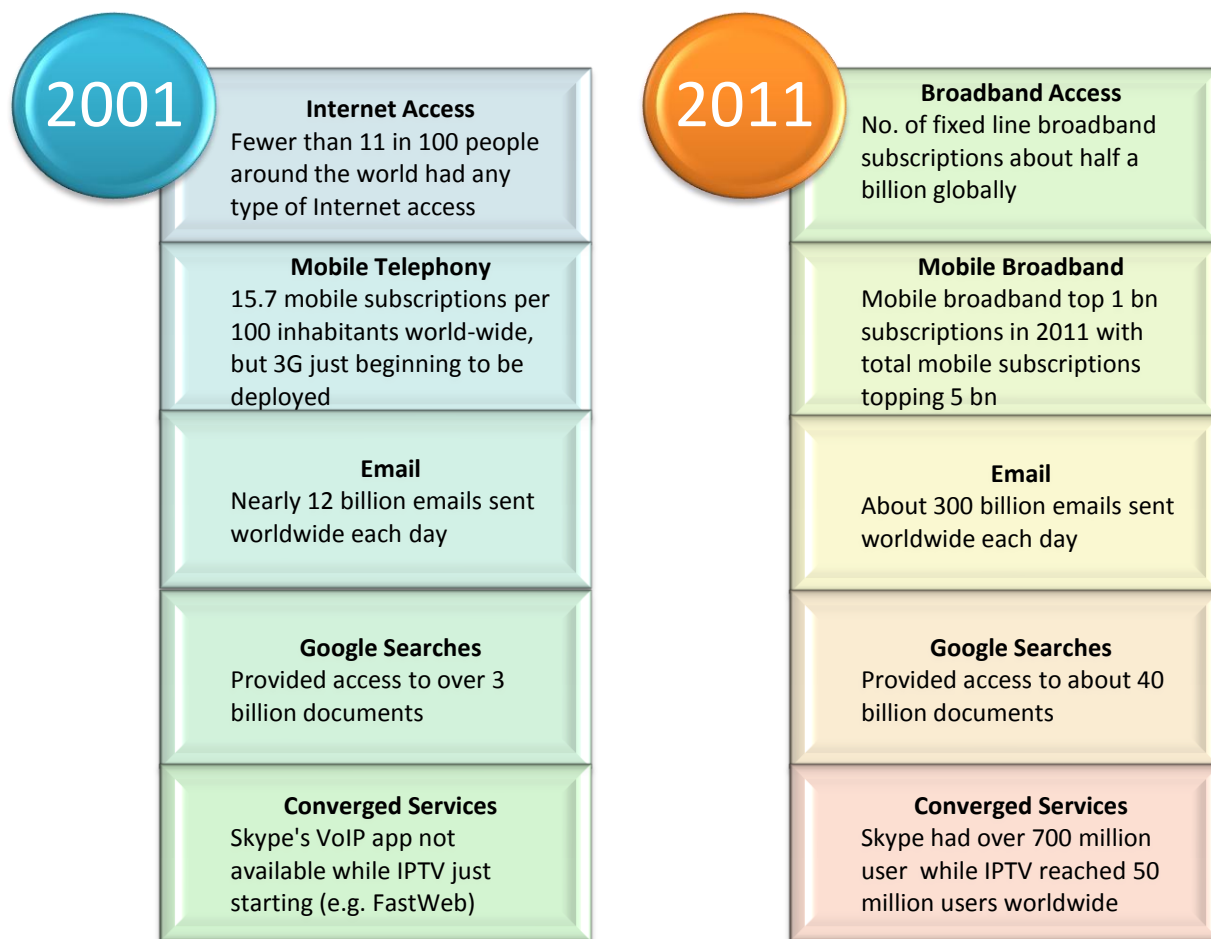 2001
Internet Access
Fewer than 11 in 100 people
around the world had any
type of Internet access
Mobile Telephony
15.7 mobile subscriptions per
100 inhabitants world-wide,
but 3G just beginning to be
deployed
Email
Nearly 12 billion emails sent
worldwide each day
Google Searches
Provided access to over 3
billion documents
Converged Services
Skype's VoIP app not
available while IPTV just
starting (e.g. FastWeb)
2011
Broadband Access
No. of fixed line broadband
subscriptions about half a
billion globally
Mobile Broadband
Mobile broadband top 1 bn
subscriptions in 2011 with
total mobile subscriptions
topping 5 bn
Email
About 300 billion emails sent
worldwide each day
Google Searches
Provided access to about 40
billion documents
Converged Services
Skype had over 700 million
user while IPTV reached 50
million users worldwide